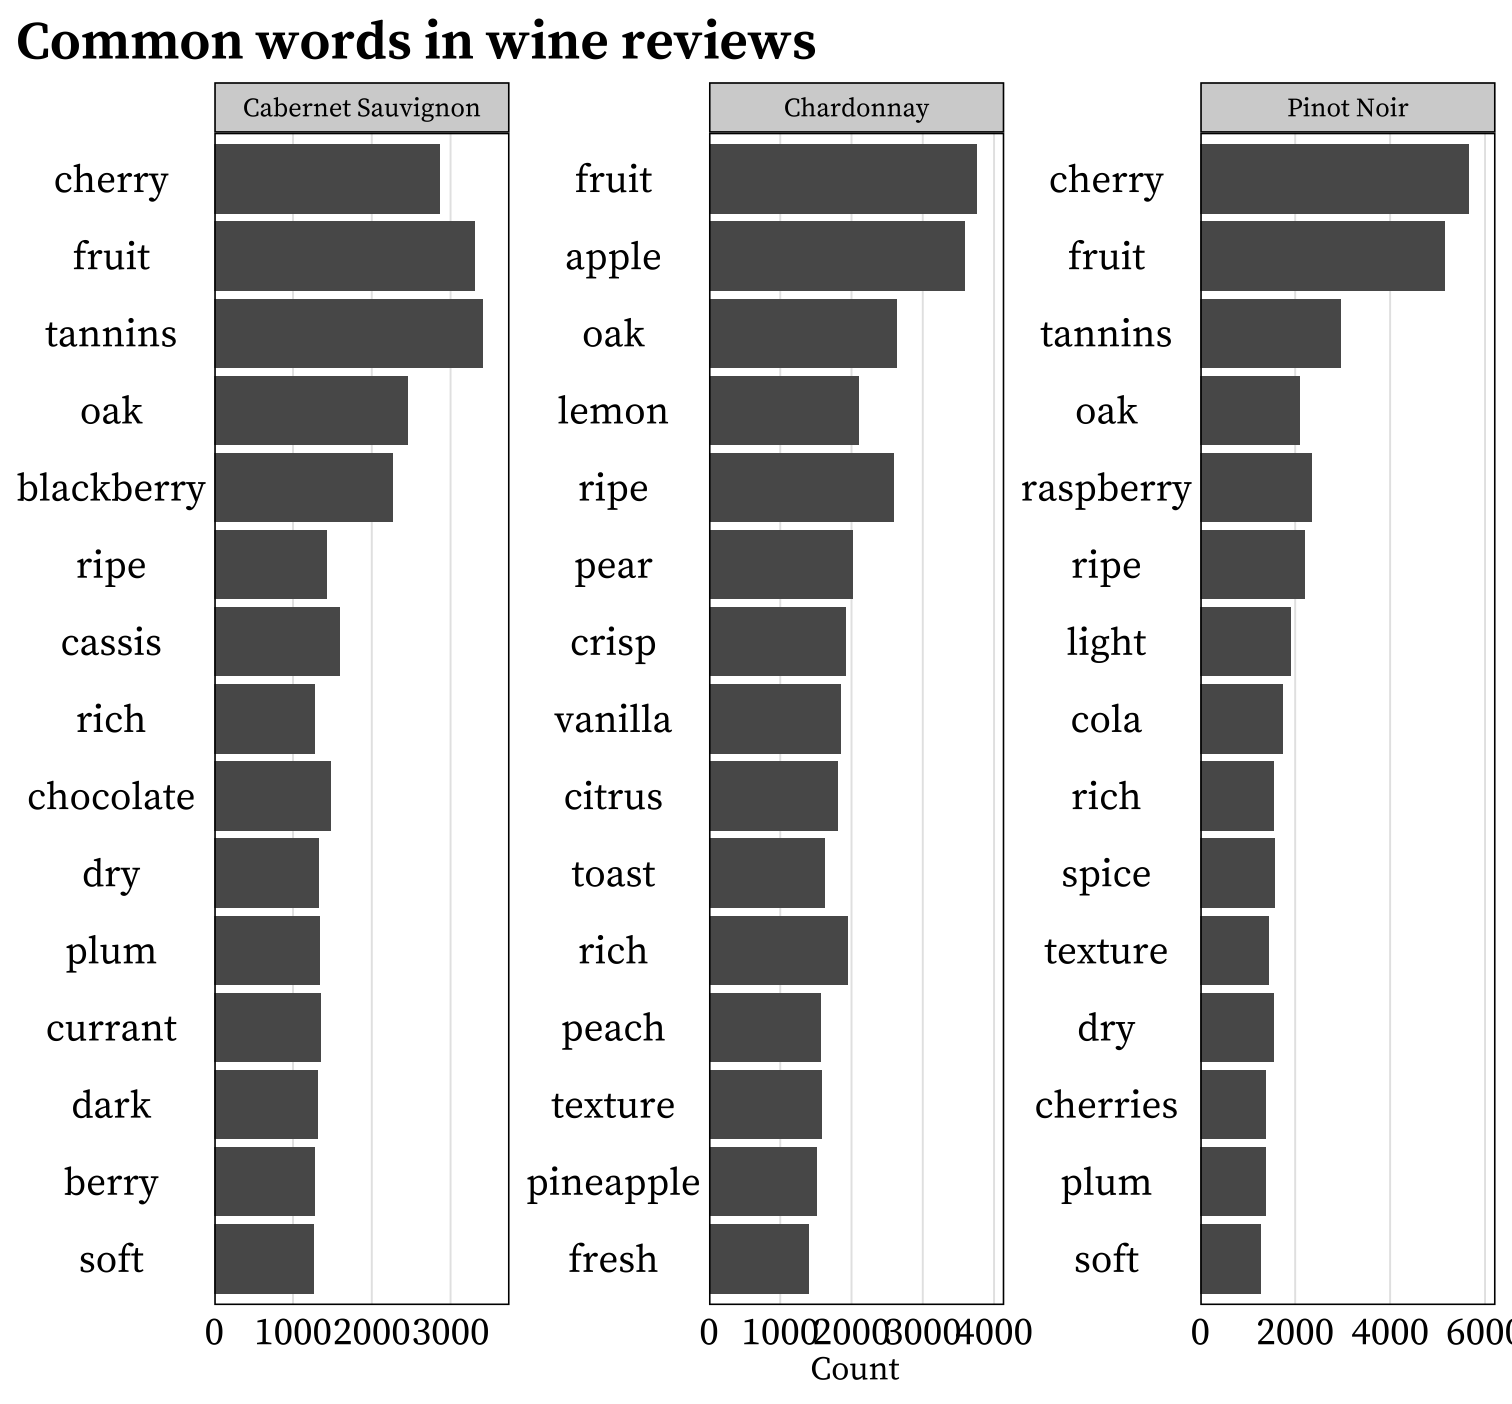 Common words in wine reviews
Cabernet Sauvignon
cherry
fruit
tannins
oak
blackberry
ripe
cassis
rich
chocolate
dry
plum
currant
dark
berry
soft
0 1000 2000 3000
Chardonnay
fruit
apple
oak
lemon
ripe
pear
crisp
vanilla
citrus
toast
rich
peach
texture
pineapple
fresh
0 1000 2000 3000 4000
Pinot Noir
cherry
fruit
tannins
oak
raspberry
ripe
light
cola
rich
spice
texture
dry
cherries
plum
soft
0 2000 4000 6000
Count